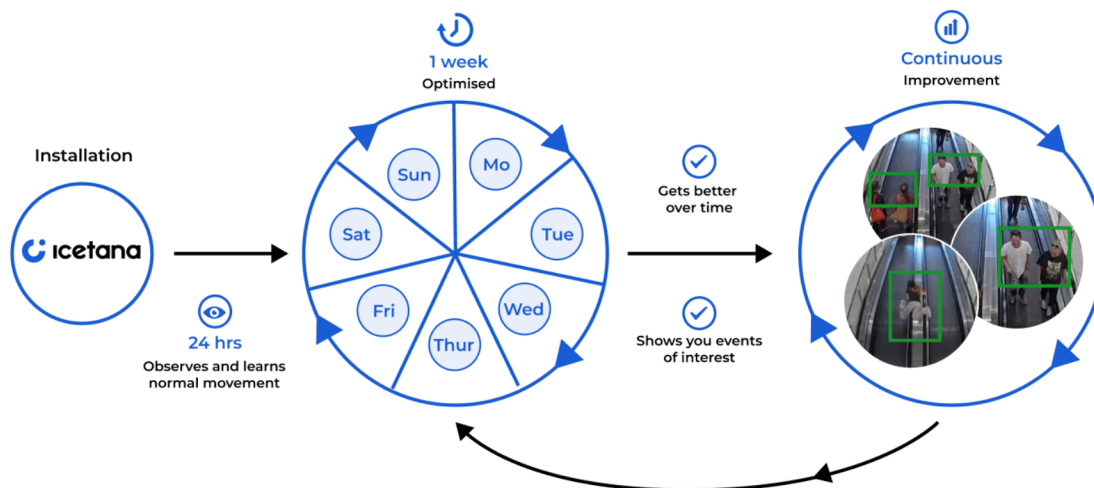 Installation
icetana
24 hrs
Observes and learns
normal movement
1 week
Optimised
Sun
Mo
Sat
Tue
Fri
Wed
Thur
Gets better
over time
Shows you events
of interest
Continuous
Improvement